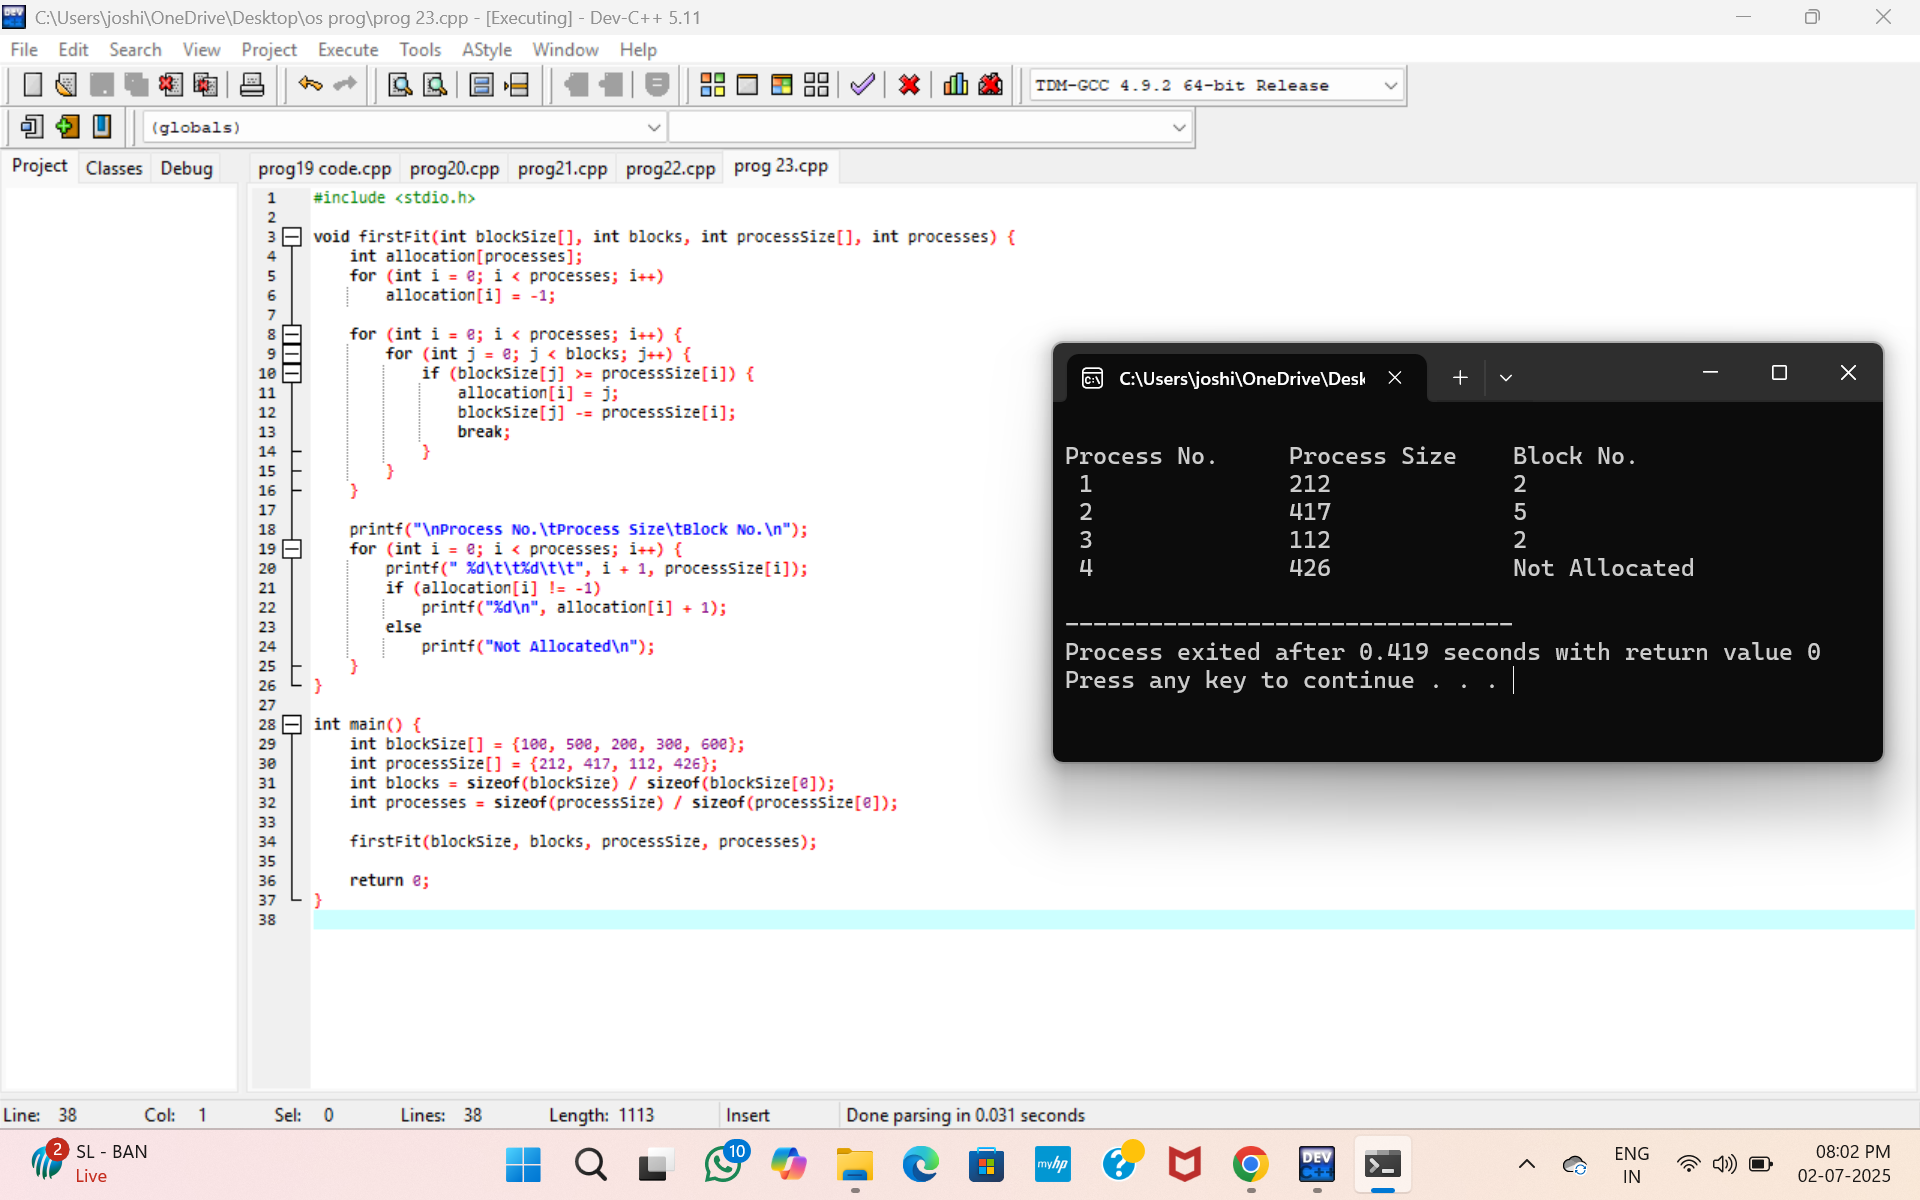 C:\Users\joshi\OneDrive\Desktop\os prog\prog 23.cpp - [Executing] - Dev-C++ 5.11
File Edit Search View Project Execute Tools AStyle Window Help
TDM-GCC 4.9.2 64-bit Release
(globals)
Project Classes Debug
prog19 code.cpp prog20.cpp prog21.cpp prog22.cpp prog 23.cpp
1 #include <stdio.h>
2
3 void firstFit(int blockSize[], int blocks, int processSize[], int processes) {
4     int allocation[processes];
5     for (int i = 0; i < processes; i++)
6         allocation[i] = -1;
7
8     for (int i = 0; i < processes; i++) {
9         for (int j = 0; j < blocks; j++) {
10             if (blockSize[j] >= processSize[i]) {
11                 allocation[i] = j;
12                 blockSize[j] -= processSize[i];
13                 break;
14             }
15         }
16     }
17
18     printf("\nProcess No.\tProcess Size\tBlock No.\n");
19     for (int i = 0; i < processes; i++) {
20         printf(" %d\t\t%d\t\t", i + 1, processSize[i]);
21         if (allocation[i] != -1)
22             printf("%d\n", allocation[i] + 1);
23         else
24             printf("Not Allocated\n");
25     }
26 }
27
28 int main() {
29     int blockSize[] = {100, 500, 200, 300, 600};
30     int processSize[] = {212, 417, 112, 426};
31     int blocks = sizeof(blockSize) / sizeof(blockSize[0]);
32     int processes = sizeof(processSize) / sizeof(processSize[0]);
33
34     firstFit(blockSize, blocks, processSize, processes);
35
36     return 0;
37 }
38
C:\Users\joshi\OneDrive\Desk
Process No. Process Size Block No.
1 212 2
2 417 5
3 112 2
4 426 Not Allocated
--------------------------------
Process exited after 0.419 seconds with return value 0
Press any key to continue . . .
Line: 38 Col: 1 Sel: 0 Lines: 38 Length: 1113 Insert Done parsing in 0.031 seconds
2
SL - BAN
Live
10
myhp
DEV
C++
ENG
IN
08:02 PM
02-07-2025